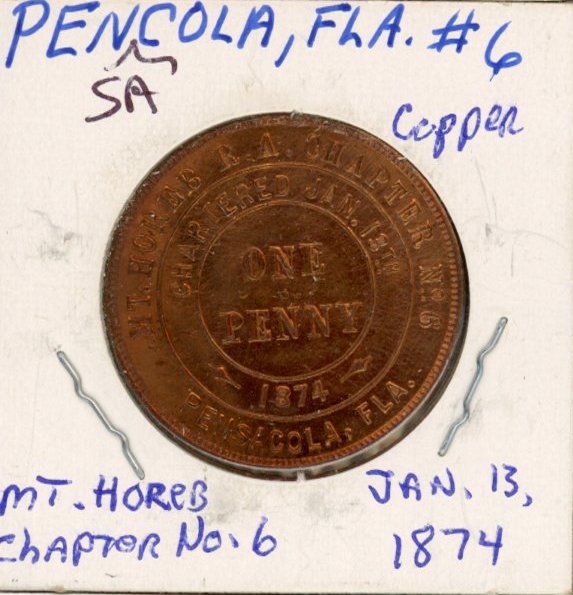 PENCOLA, FLA. #6
SA
Copper
MT. HOREB R. A. CHAPTER No. 6
CHARTERED JAN. 13TH
ONE
PENNY
1874
PENSACOLA, FLA.
MT. HOREB
ChAPTOR No. 6
JAN. 13,
1874